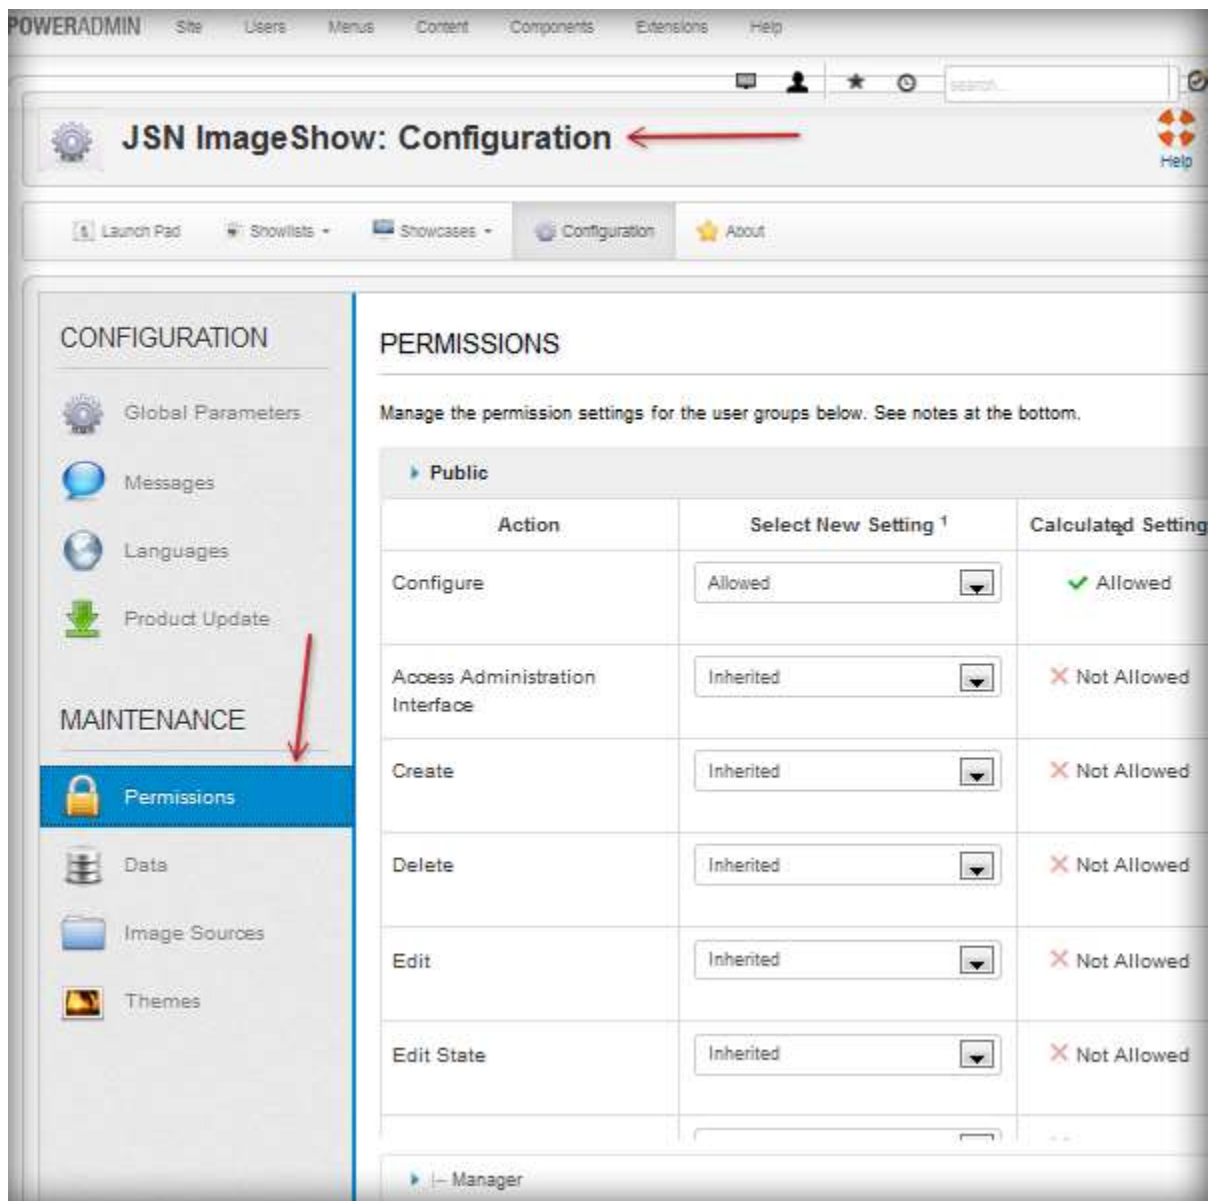 POWERADMIN Site Users Menus Content Components Extensions Help
search...
JSN ImageShow: Configuration
Help
Launch Pad Showlists Showcases Configuration About
CONFIGURATION
Global Parameters
Messages
Languages
Product Update
MAINTENANCE
Permissions
Data
Image Sources
Themes
PERMISSIONS
Manage the permission settings for the user groups below. See notes at the bottom.
Public
Action Select New Setting 1 Calculated Setting 2
Configure Allowed Allowed
Access Administration Interface Inherited Not Allowed
Create Inherited Not Allowed
Delete Inherited Not Allowed
Edit Inherited Not Allowed
Edit State Inherited Not Allowed
|– Manager